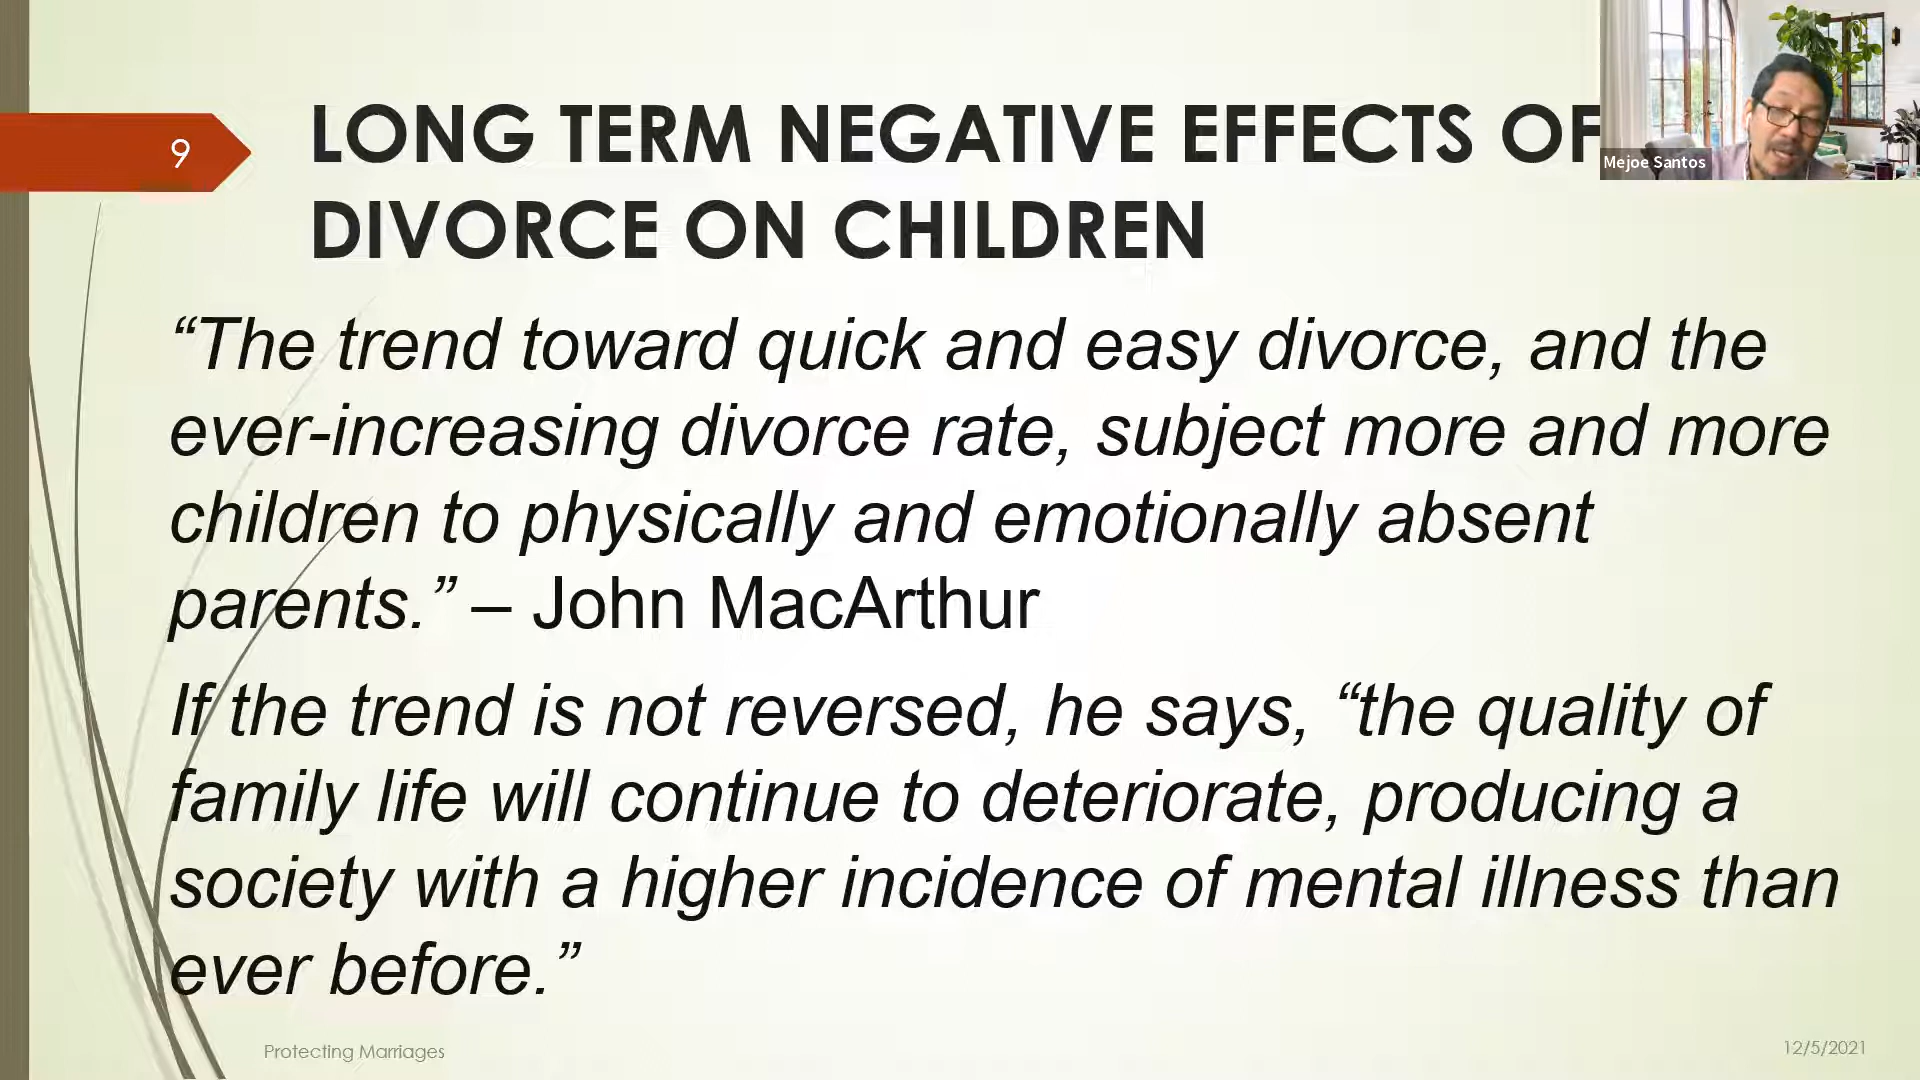 9
LONG TERM NEGATIVE EFFECTS OF
DIVORCE ON CHILDREN
Mejoe Santos
“The trend toward quick and easy divorce, and the
ever-increasing divorce rate, subject more and more
children to physically and emotionally absent
parents.” – John MacArthur
If the trend is not reversed, he says, “the quality of
family life will continue to deteriorate, producing a
society with a higher incidence of mental illness than
ever before.”
Protecting Marriages
12/5/2021